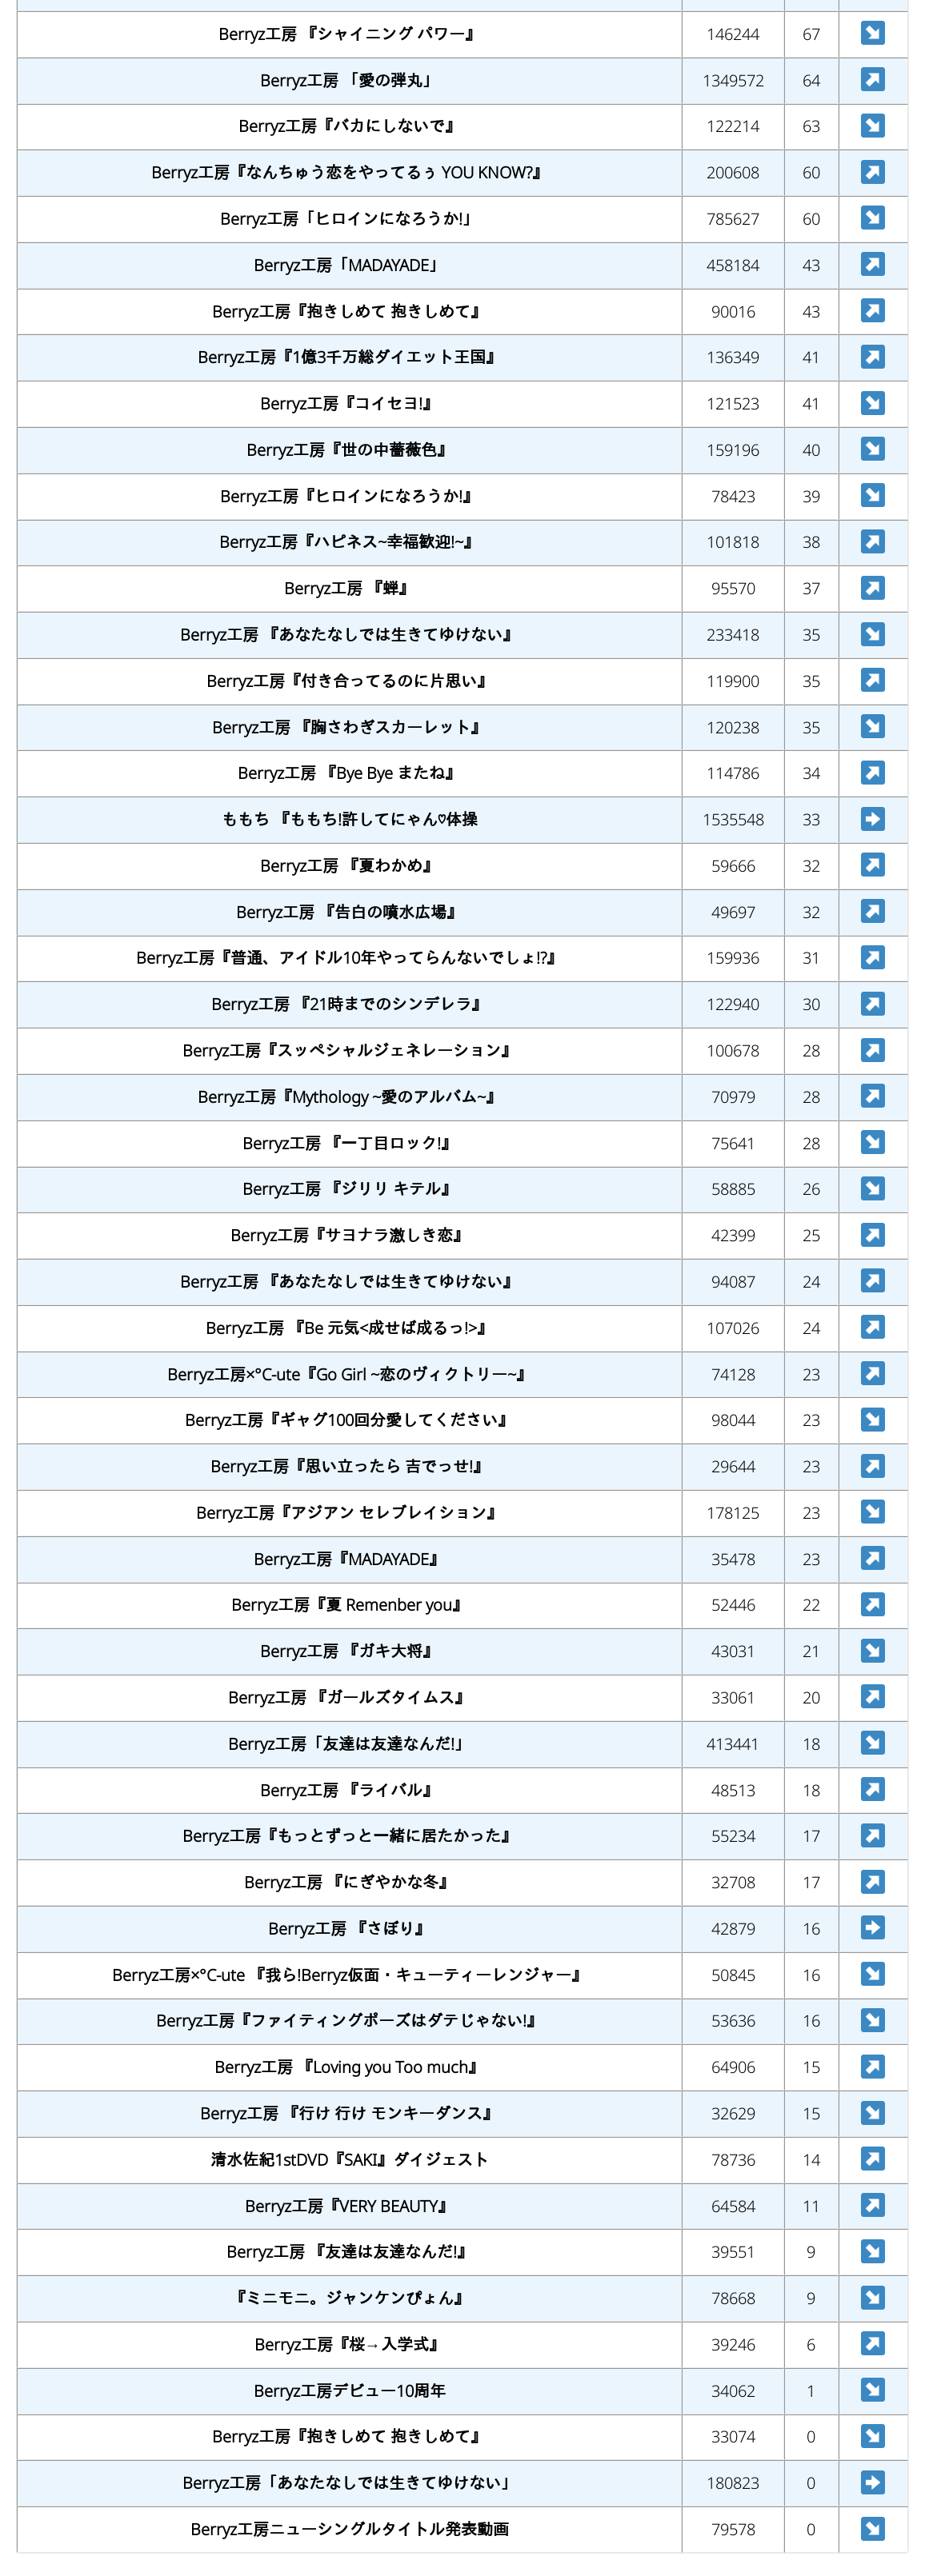 Berryz工房 『シャイニング パワー』 146244 67 ↘
Berryz工房 「愛の弾丸」 1349572 64 ↗
Berryz工房『バカにしないで』 122214 63 ↘
Berryz工房『なんちゅう恋をやってるぅ YOU KNOW?』 200608 60 ↗
Berryz工房「ヒロインになろうか!」 785627 60 ↘
Berryz工房「MADAYADE」 458184 43 ↗
Berryz工房『抱きしめて 抱きしめて』 90016 43 ↗
Berryz工房『1億3千万総ダイエット王国』 136349 41 ↗
Berryz工房『コイセヨ!』 121523 41 ↘
Berryz工房『世の中薔薇色』 159196 40 ↘
Berryz工房『ヒロインになろうか!』 78423 39 ↘
Berryz工房『ハピネス~幸福歓迎!~』 101818 38 ↗
Berryz工房 『蝉』 95570 37 ↗
Berryz工房 『あなたなしでは生きてゆけない』 233418 35 ↘
Berryz工房『付き合ってるのに片思い』 119900 35 ↗
Berryz工房 『胸さわぎスカーレット』 120238 35 ↘
Berryz工房 『Bye Bye またね』 114786 34 ↗
ももち 『ももち!許してにゃん♡体操 1535548 33 ➡
Berryz工房 『夏わかめ』 59666 32 ↗
Berryz工房 『告白の噴水広場』 49697 32 ↗
Berryz工房『普通、アイドル10年やってらんないでしょ!?』 159936 31 ↗
Berryz工房 『21時までのシンデレラ』 122940 30 ↗
Berryz工房『スッペシャルジェネレーション』 100678 28 ↗
Berryz工房『Mythology ~愛のアルバム~』 70979 28 ↗
Berryz工房 『一丁目ロック!』 75641 28 ↘
Berryz工房 『ジリリ キテル』 58885 26 ↘
Berryz工房『サヨナラ激しき恋』 42399 25 ↗
Berryz工房 『あなたなしでは生きてゆけない』 94087 24 ↗
Berryz工房 『Be 元気<成せば成るっ!>』 107026 24 ↗
Berryz工房×℃-ute『Go Girl ~恋のヴィクトリー~』 74128 23 ↗
Berryz工房『ギャグ100回分愛してください』 98044 23 ↘
Berryz工房『思い立ったら 吉でっせ!』 29644 23 ↗
Berryz工房『アジアン セレブレイション』 178125 23 ↘
Berryz工房『MADAYADE』 35478 23 ↗
Berryz工房『夏 Remenber you』 52446 22 ↗
Berryz工房 『ガキ大将』 43031 21 ↘
Berryz工房 『ガールズタイムス』 33061 20 ↗
Berryz工房「友達は友達なんだ!」 413441 18 ↘
Berryz工房 『ライバル』 48513 18 ↗
Berryz工房『もっとずっと一緒に居たかった』 55234 17 ↗
Berryz工房 『にぎやかな冬』 32708 17 ↗
Berryz工房 『さぼり』 42879 16 ➡
Berryz工房×℃-ute 『我ら!Berryz仮面・キューティーレンジャー』 50845 16 ↘
Berryz工房『ファイティングポーズはダテじゃない!』 53636 16 ↘
Berryz工房 『Loving you Too much』 64906 15 ↗
Berryz工房 『行け 行け モンキーダンス』 32629 15 ↘
清水佐紀1stDVD『SAKI』ダイジェスト 78736 14 ↗
Berryz工房『VERY BEAUTY』 64584 11 ↗
Berryz工房 『友達は友達なんだ!』 39551 9 ↘
『ミニモニ。ジャンケンぴょん』 78668 9 ↘
Berryz工房『桜→入学式』 39246 6 ↗
Berryz工房デビュー10周年 34062 1 ↘
Berryz工房『抱きしめて 抱きしめて』 33074 0 ↘
Berryz工房「あなたなしでは生きてゆけない」 180823 0 ➡
Berryz工房ニューシングルタイトル発表動画 79578 0 ↘